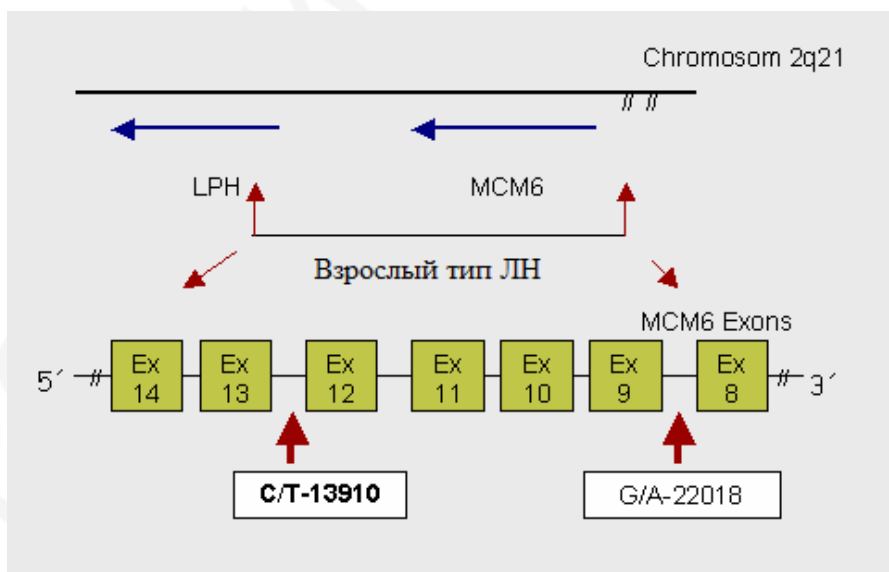 Chromosom 2q21
// //
LPH MCM6
Взрослый тип ЛН
MCM6 Exons
5´ // Ex 14 Ex 13 Ex 12 Ex 11 Ex 10 Ex 9 Ex 8 // 3´
C/T-13910 G/A-22018